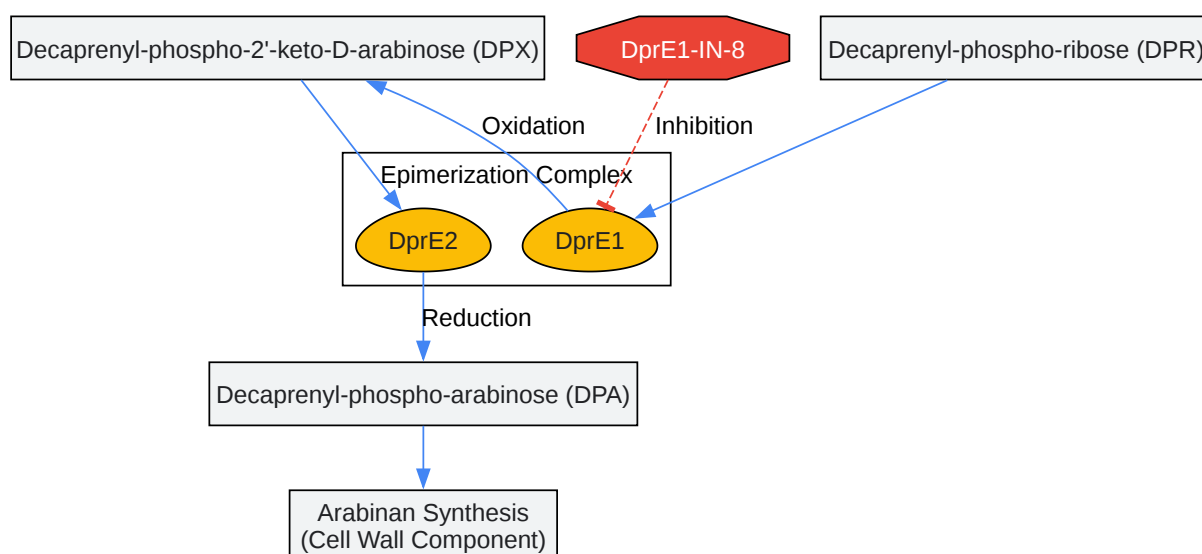 Decaprenyl-phospho-2'-keto-D-arabinose (DPX)
DprE1-IN-8
Decaprenyl-phospho-ribose (DPR)
Oxidation
Inhibition
Epimerization Complex
DprE2
DprE1
Reduction
Decaprenyl-phospho-arabinose (DPA)
Arabinan Synthesis
(Cell Wall Component)